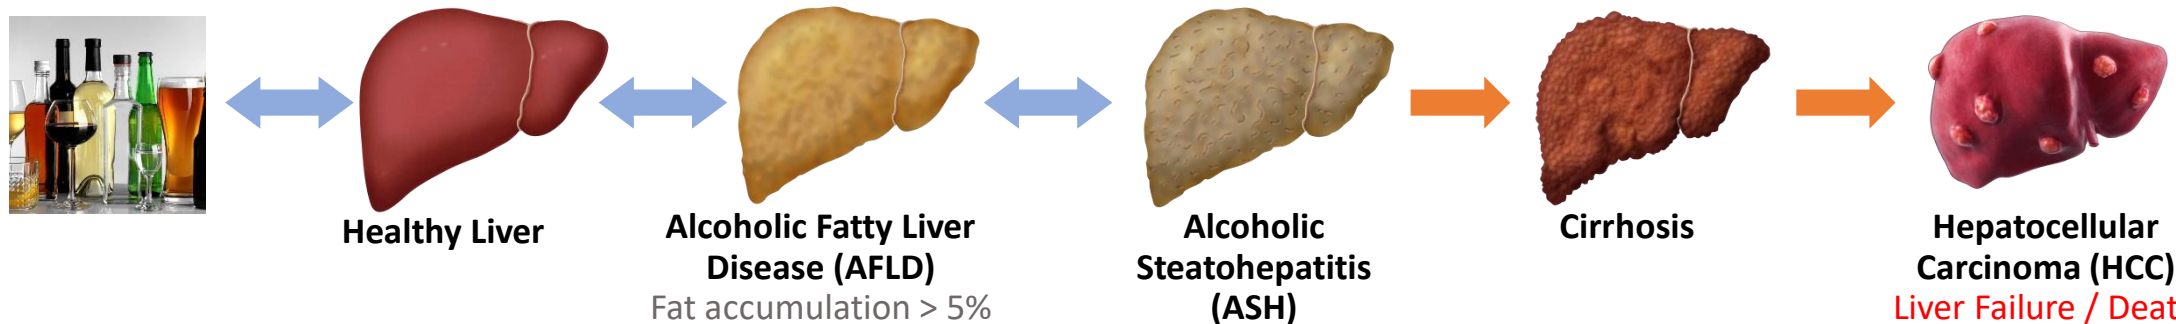 Healthy Liver
Alcoholic Fatty Liver
Disease (AFLD)
Fat accumulation > 5%
Alcoholic
Steatohepatitis
(ASH)
Cirrhosis
Hepatocellular
Carcinoma (HCC)
Liver Failure / Deat